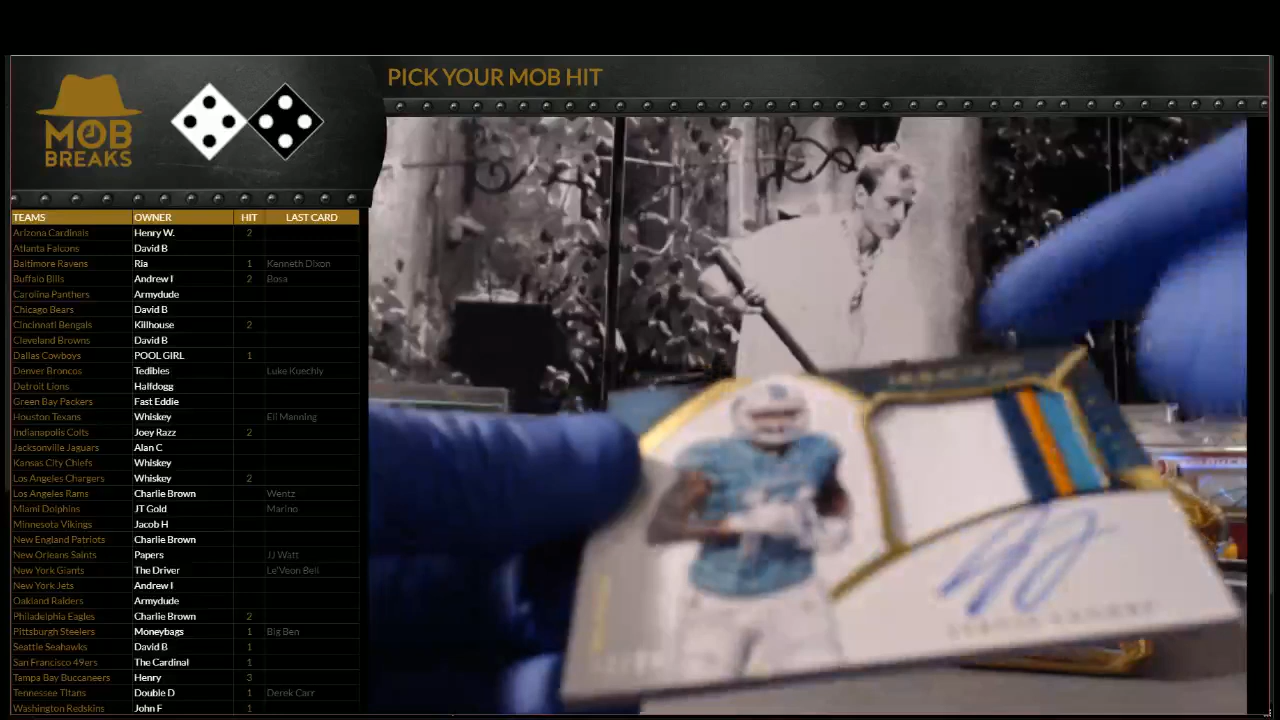 PICK YOUR MOB HIT
MOB
BREAKS
TEAMS OWNER HIT LAST CARD
Arizona Cardinals Henry W. 2
Atlanta Falcons David B
Baltimore Ravens Ria 1 Kenneth Dixon
Buffalo Bills Andrew I 2 Bosa
Carolina Panthers Armydude
Chicago Bears David B
Cincinnati Bengals Killhouse 2
Cleveland Browns David B
Dallas Cowboys POOL GIRL 1
Denver Broncos Tedibles Luke Kuechly
Detroit Lions Halfdogg
Green Bay Packers Fast Eddie
Houston Texans Whiskey Eli Manning
Indianapolis Colts Joey Razz 2
Jacksonville Jaguars Alan C
Kansas City Chiefs Whiskey
Los Angeles Chargers Whiskey 2
Los Angeles Rams Charlie Brown Wentz
Miami Dolphins JT Gold Marino
Minnesota Vikings Jacob H
New England Patriots Charlie Brown
New Orleans Saints Papers JJ Watt
New York Giants The Driver Le'Veon Bell
New York Jets Andrew I
Oakland Raiders Armydude
Philadelphia Eagles Charlie Brown 2
Pittsburgh Steelers Moneybags 1 Big Ben
Seattle Seahawks David B 1
San Francisco 49ers The Cardinal 1
Tampa Bay Buccaneers Henry 3
Tennessee Titans Double D 1 Derek Carr
Washington Redskins John F 1